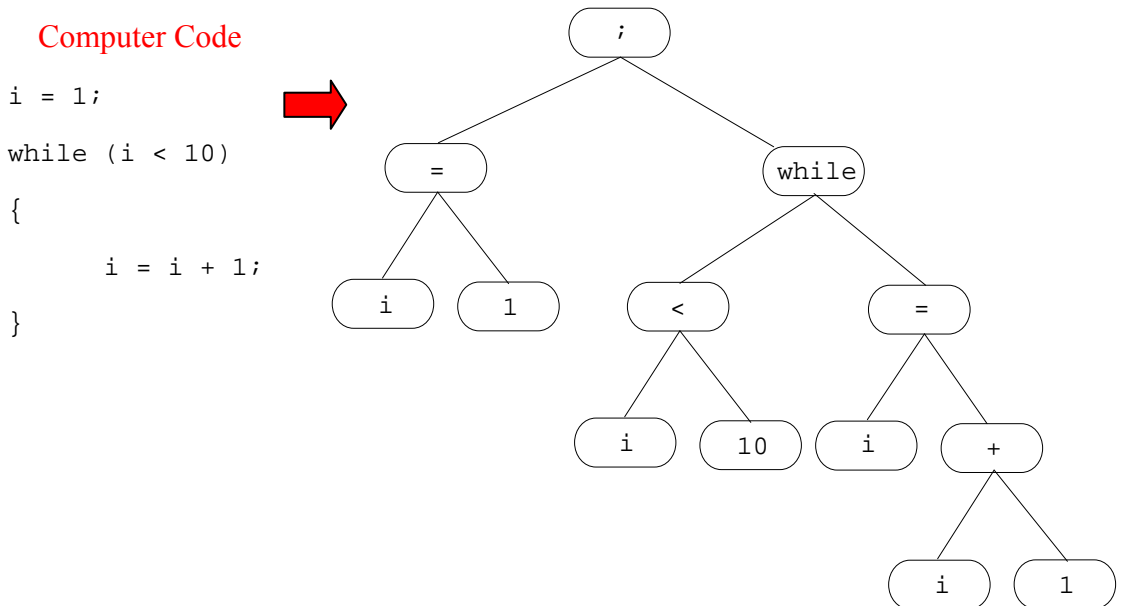 Computer Code
i = 1;
while (i < 10)
{
i = i + 1;
}
;
= while
i 1 < =
i 10 i +
i 1